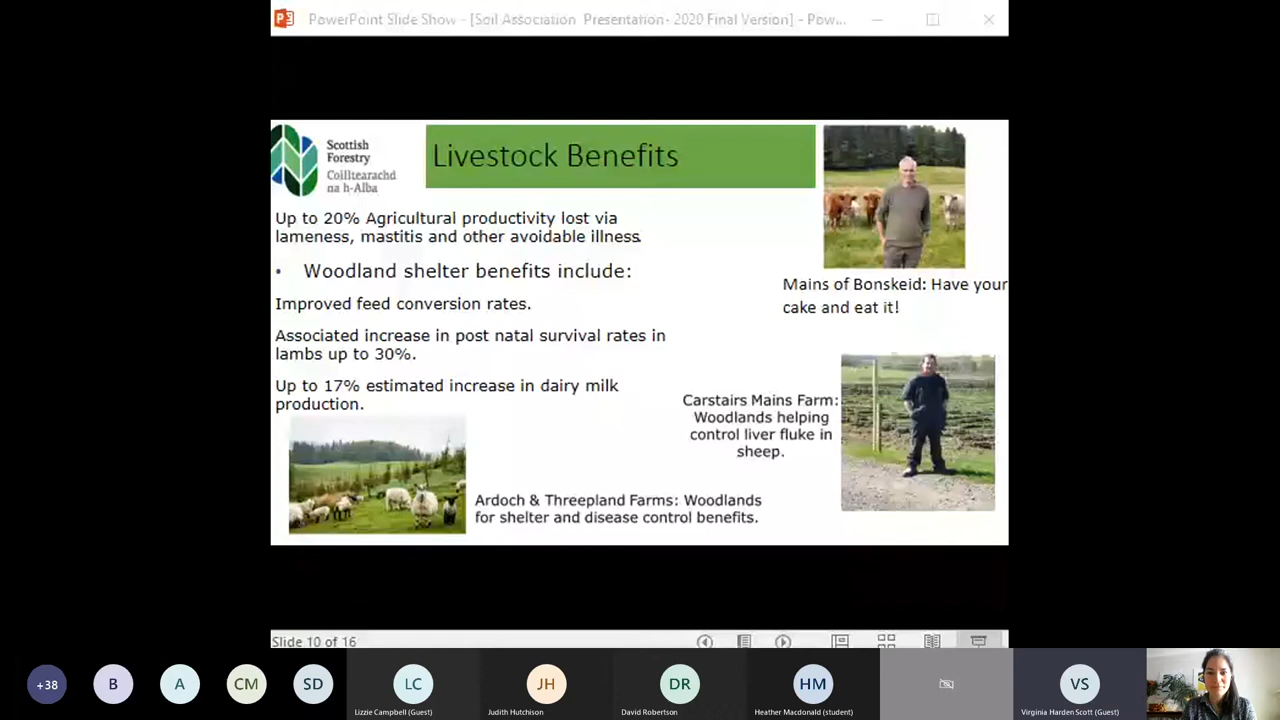 PowerPoint Slide Show - [Soil Association Presentation- 2020 Final Version] - Pow...
Scottish
Forestry
Coilltearachd
na h-Alba
Livestock Benefits
Up to 20% Agricultural productivity lost via
lameness, mastitis and other avoidable illness.
• Woodland shelter benefits include:
Improved feed conversion rates.
Associated increase in post natal survival rates in
lambs up to 30%.
Up to 17% estimated increase in dairy milk
production.
Mains of Bonskeid: Have your
cake and eat it!
Carstairs Mains Farm:
Woodlands helping
control liver fluke in
sheep.
Ardoch & Threepland Farms: Woodlands
for shelter and disease control benefits.
Slide 10 of 16
+38
B
A
CM
SD
LC
Lizzie Campbell (Guest)
JH
Judith Hutchison
DR
David Robertson
HM
Heather Macdonald (student)
VS
Virginia Harden Scott (Guest)